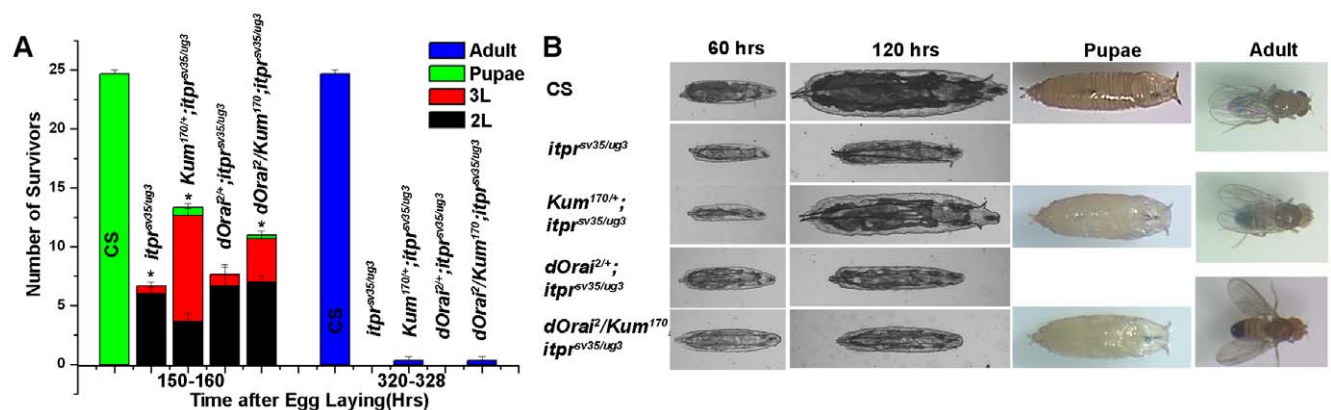 A
Number of Survivors
25
20
15
10
5
0
CS
* itpr^sv35/ug3
* Kum^170/+;itpr^sv35/ug3
dOrai^2/+;itpr^sv35/ug3
* dOrai^2/Kum^170;itpr^sv35/ug3
Adult
Pupae
3L
2L
CS
itpr^sv35/ug3
Kum^170/+;itpr^sv35/ug3
dOrai^2/+;itpr^sv35/ug3
dOrai^2/Kum^170;itpr^sv35/ug3
150-160
320-328
Time after Egg Laying(Hrs)
B
60 hrs
120 hrs
Pupae
Adult
CS
itpr^sv35/ug3
Kum^170/+;
itpr^sv35/ug3
dOrai^2/+;
itpr^sv35/ug3
dOrai^2/Kum^170;
itpr^sv35/ug3